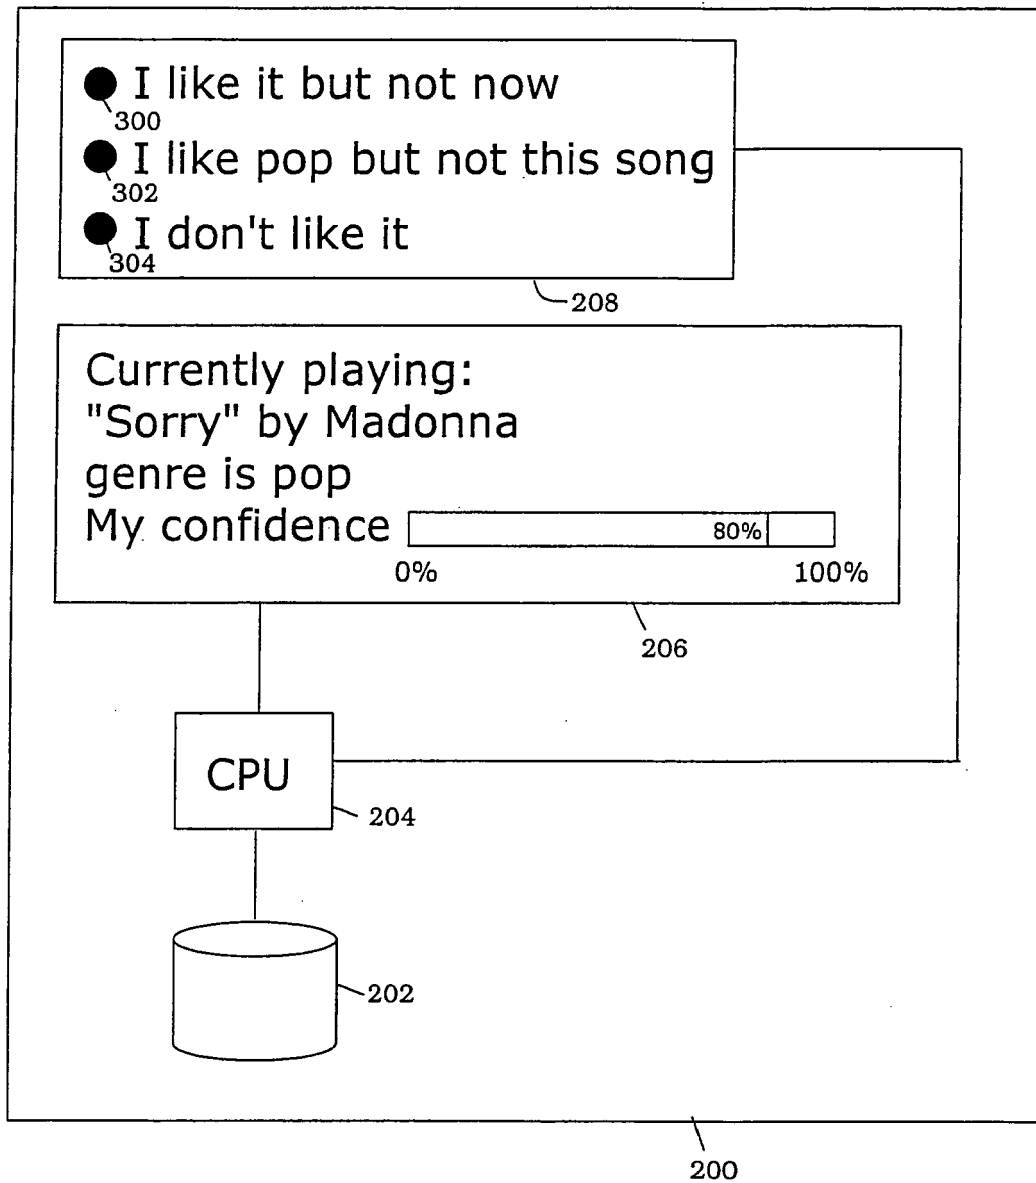 I like it but not now
300
I like pop but not this song
302
I don't like it
304
208
Currently playing:
"Sorry" by Madonna
genre is pop
My confidence 80%
0% 100%
206
CPU
204
202
200